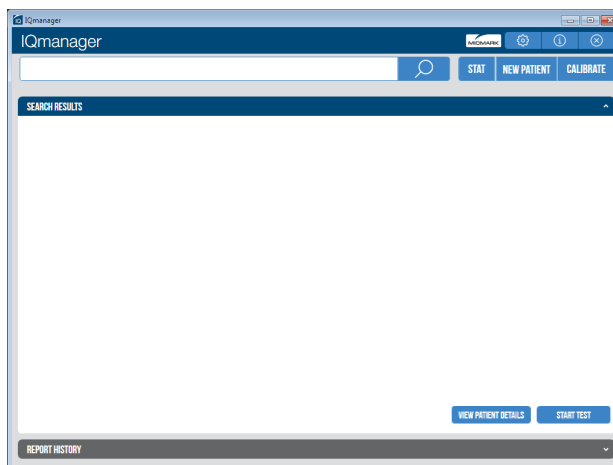 IQmanager
IQmanager MIDMARK
STAT NEW PATIENT CALIBRATE
SEARCH RESULTS
VIEW PATIENT DETAILS START TEST
REPORT HISTORY